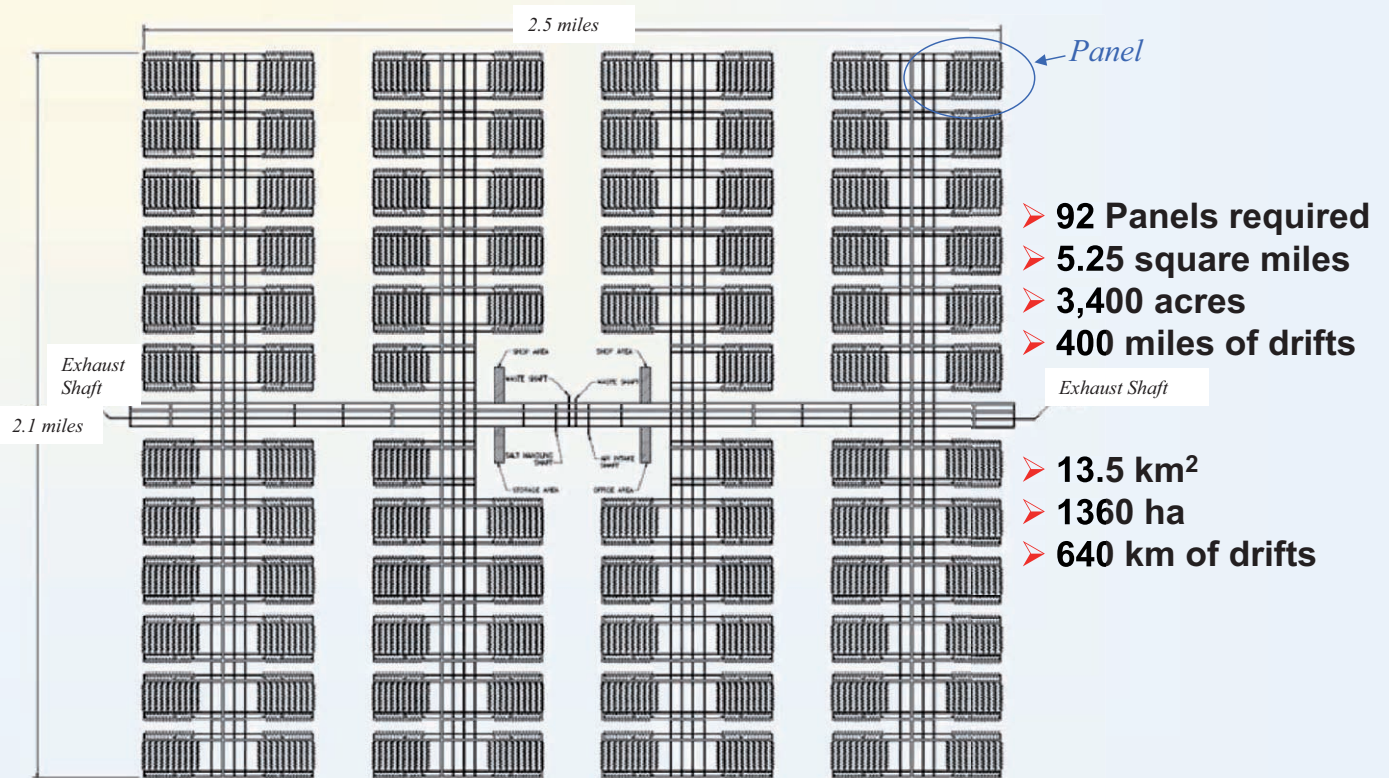 2.5 miles
Panel
➢ 92 Panels required
➢ 5.25 square miles
➢ 3,400 acres
➢ 400 miles of drifts
SHOP AREA
SHOP AREA
Exhaust
Shaft
WASTE SHAFT
WASTE SHAFT
Exhaust Shaft
2.1 miles
SALT HANDLING
SHAFT
AIR INTAKE
SHAFT
STORAGE AREA
OFFICE AREA
➢ 13.5 km²
➢ 1360 ha
➢ 640 km of drifts